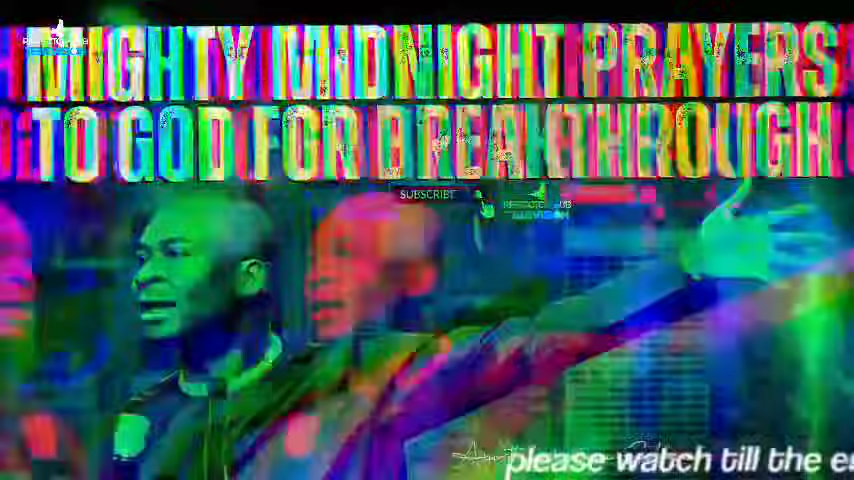 MIGHTY MIDNIGHT PRAYERS
TO GOD FOR BREAKTHROUGH
SUBSCRIBE
please watch till the e